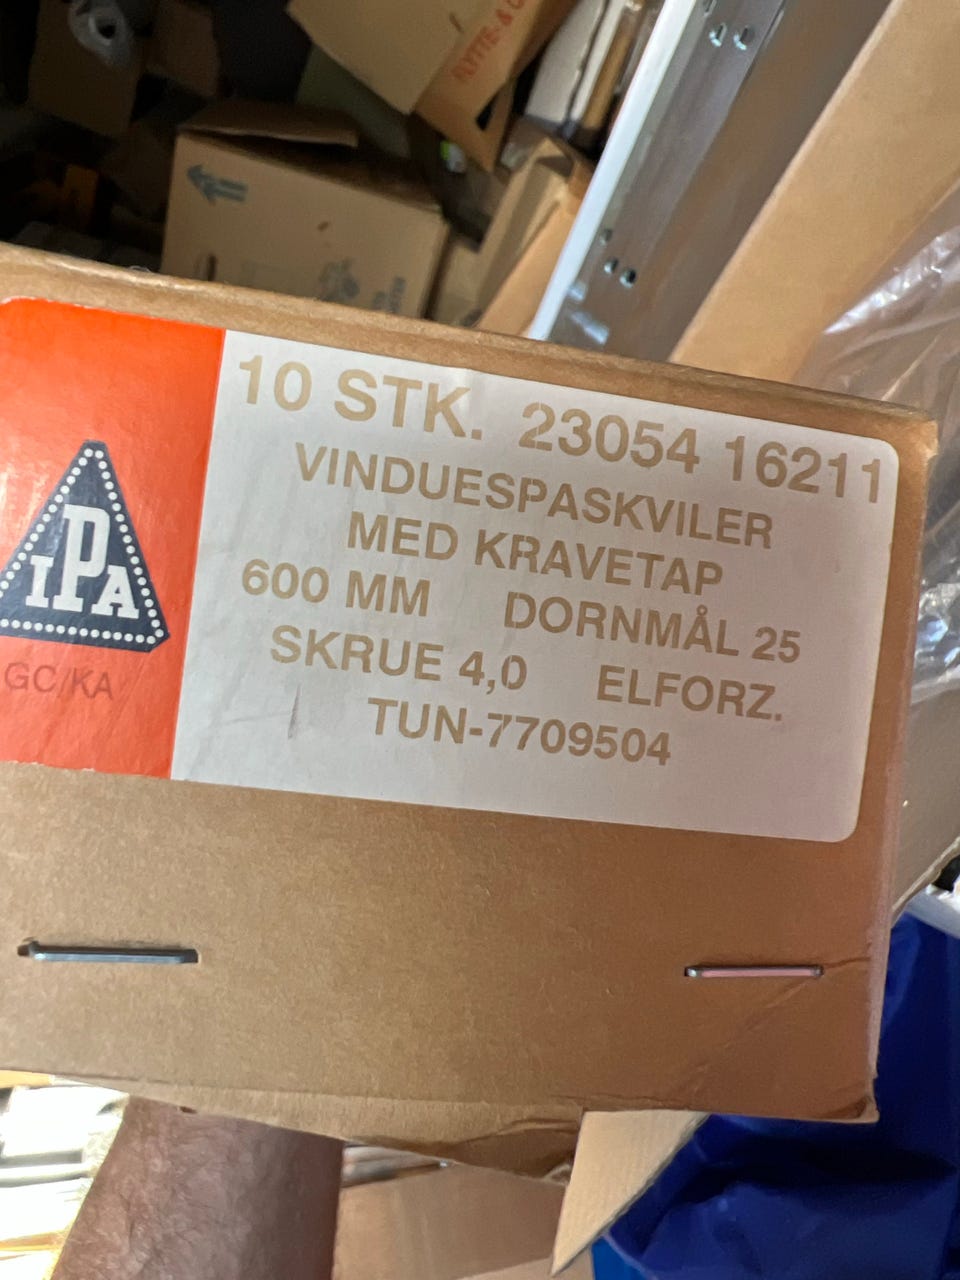 FLYTTE- & C
10 STK. 23054 16211
VINDUESPASKVILER
MED KRAVETAP
600 MM DORNMÅL 25
SKRUE 4,0 ELFORZ.
TUN-7709504
IPA
GC/KA